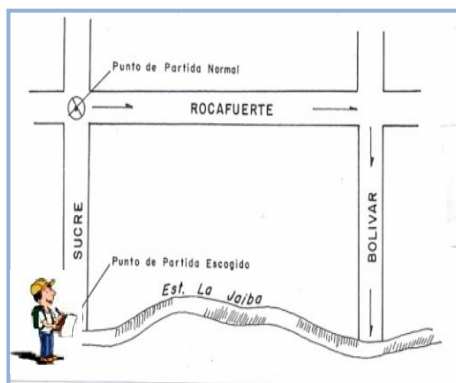 Punto de Partida Normal
ROCAFUERTE
SUCRE
BOLIVAR
Punto de Partida Escogido
Est. La Jaiba